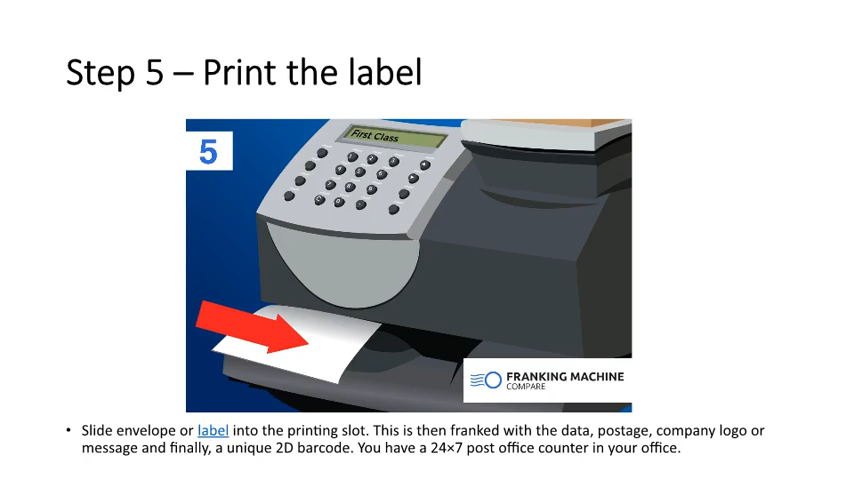 Step 5 – Print the label
5
First Class
FRANKING MACHINE
COMPARE
• Slide envelope or label into the printing slot. This is then franked with the data, postage, company logo or
message and finally, a unique 2D barcode. You have a 24×7 post office counter in your office.